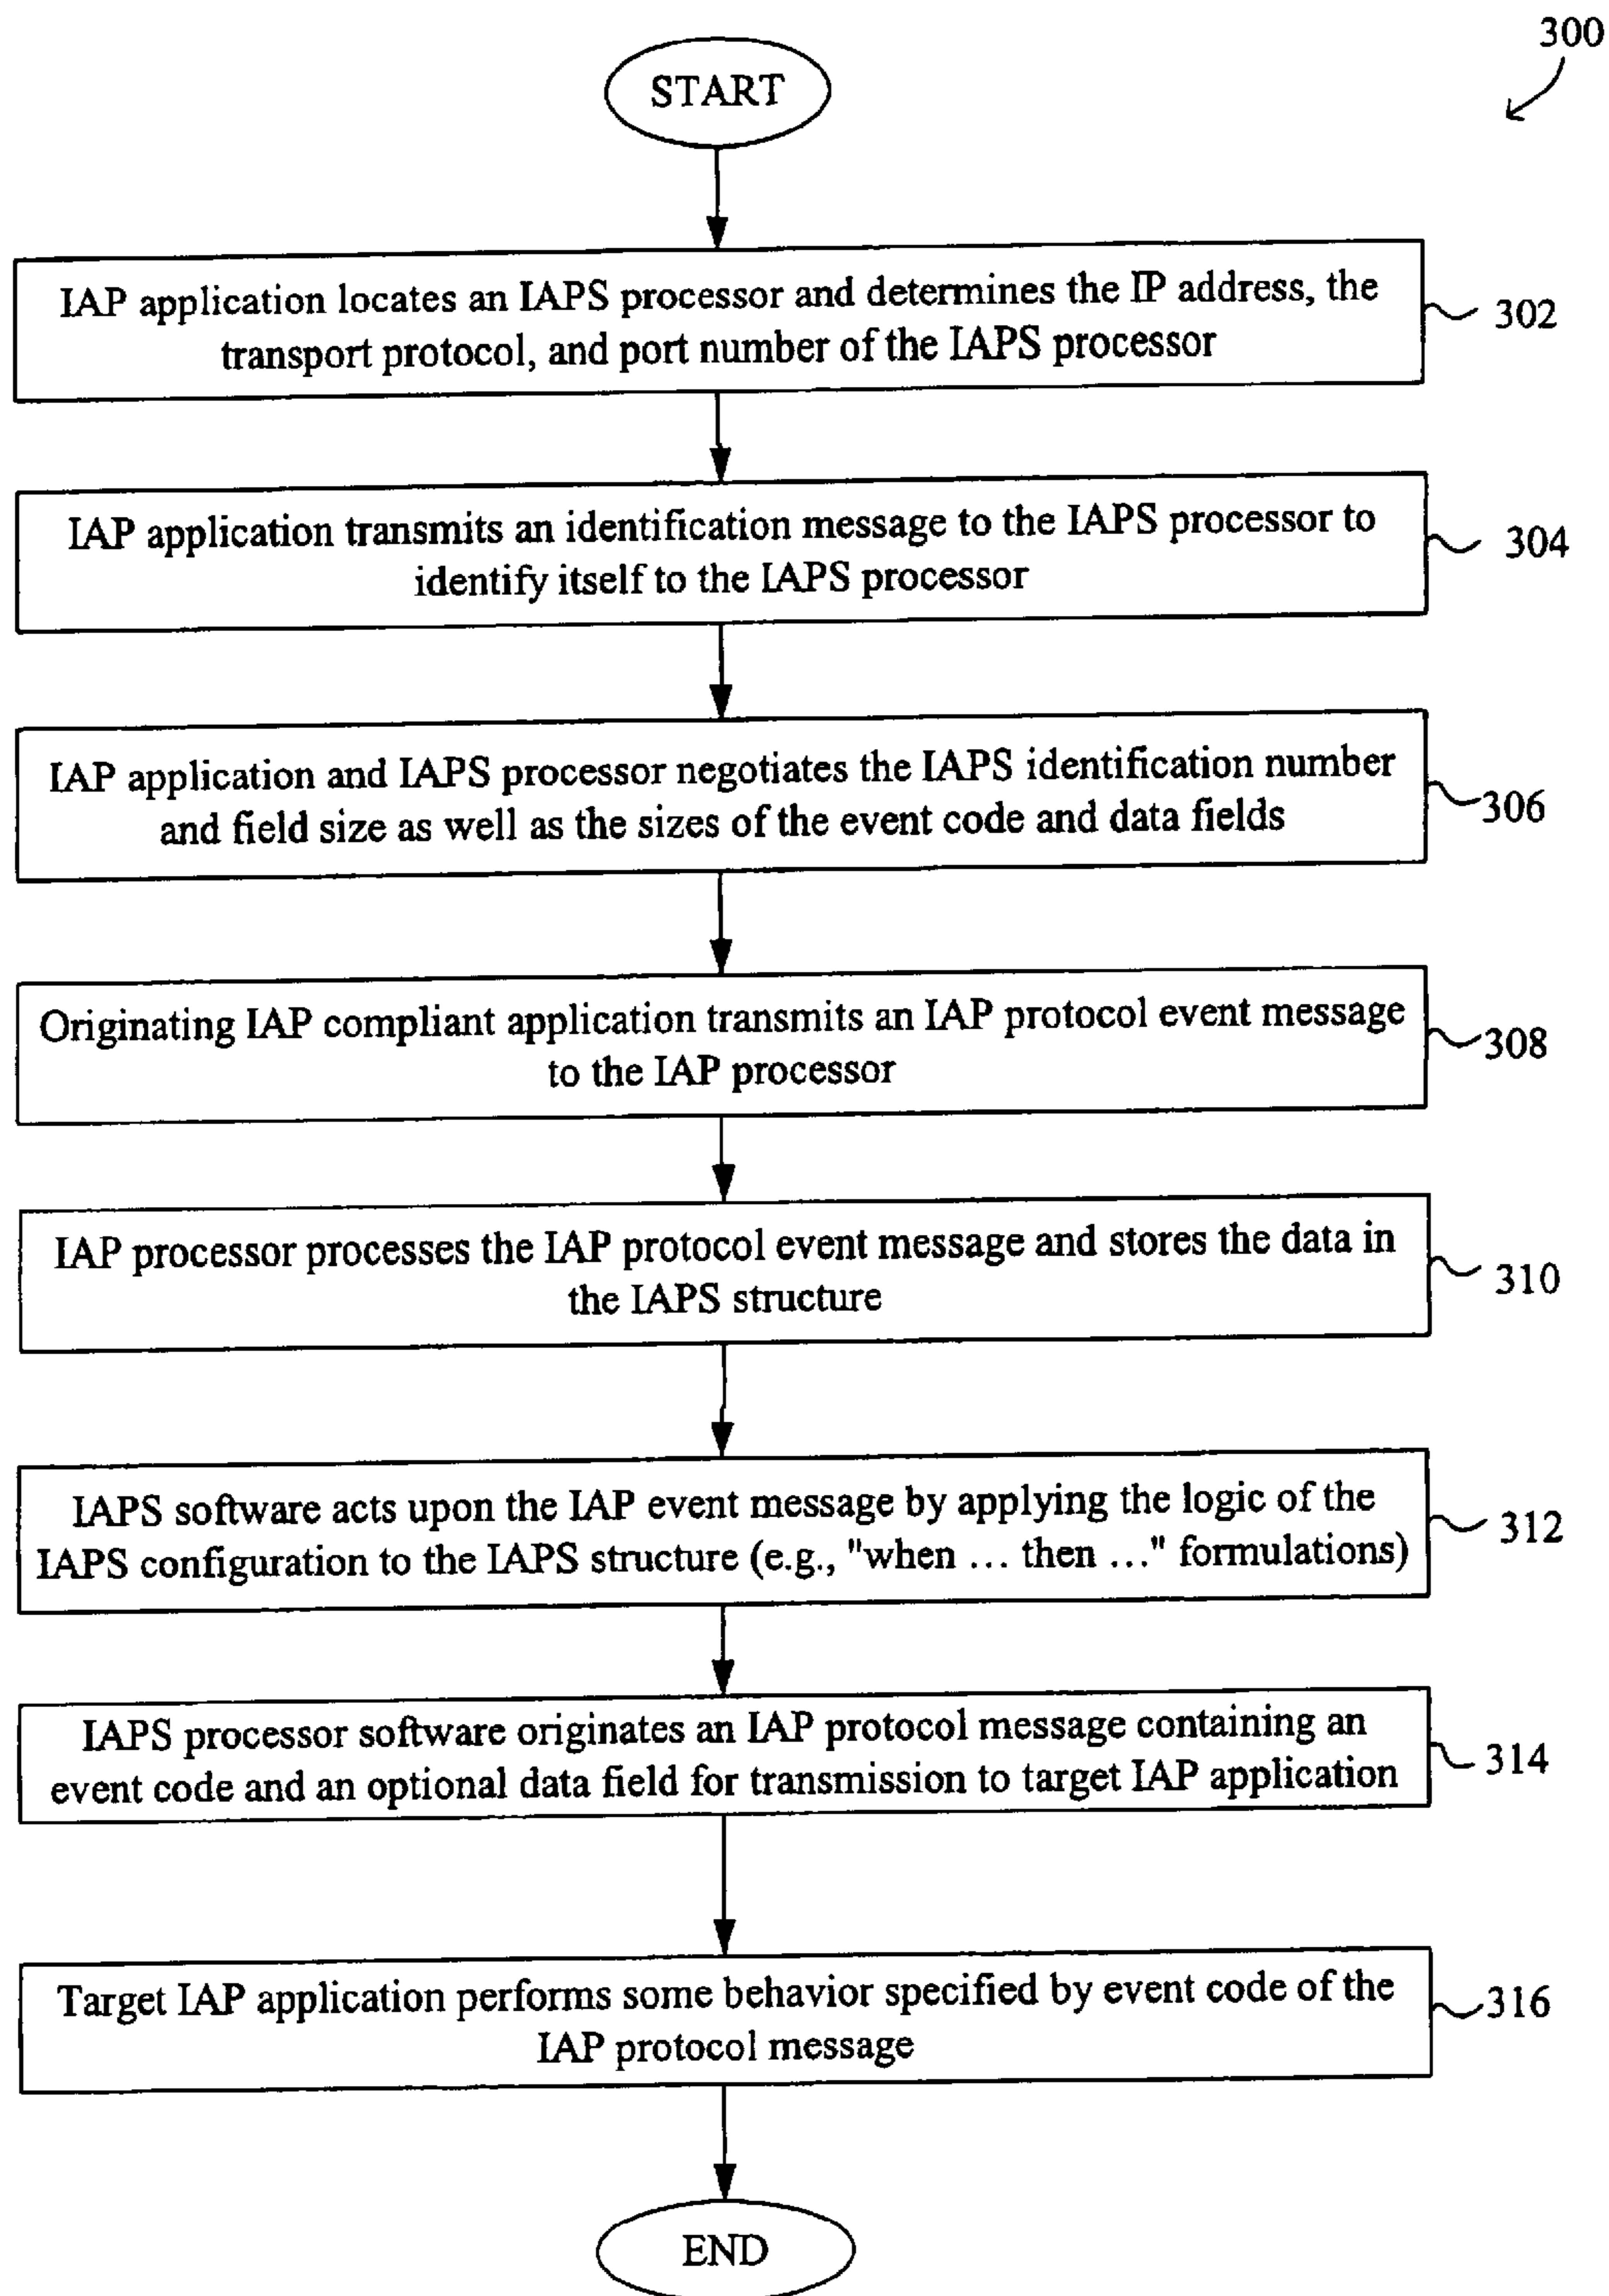 300
START
IAP application locates an IAPS processor and determines the IP address, the
transport protocol, and port number of the IAPS processor
302
IAP application transmits an identification message to the IAPS processor to
identify itself to the IAPS processor
304
IAP application and IAPS processor negotiates the IAPS identification number
and field size as well as the sizes of the event code and data fields
306
Originating IAP compliant application transmits an IAP protocol event message
to the IAP processor
308
IAP processor processes the IAP protocol event message and stores the data in
the IAPS structure
310
IAPS software acts upon the IAP event message by applying the logic of the
IAPS configuration to the IAPS structure (e.g., "when ... then ..." formulations)
312
IAPS processor software originates an IAP protocol message containing an
event code and an optional data field for transmission to target IAP application
314
Target IAP application performs some behavior specified by event code of the
IAP protocol message
316
END